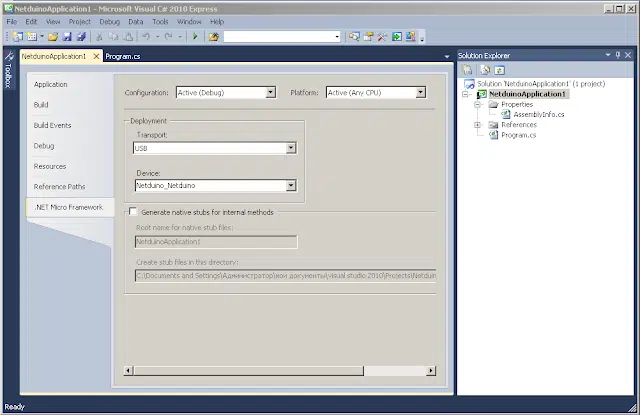 NetduinoApplication1 - Microsoft Visual C# 2010 Express
File Edit View Project Debug Data Tools Window Help
Toolbox
NetduinoApplication1 Program.cs
Application
Build
Build Events
Debug
Resources
Reference Paths
.NET Micro Framework
Configuration: Active (Debug) Platform: Active (Any CPU)
Deployment
Transport:
USB
Device:
Netduino_Netduino
Generate native stubs for internal methods
Root name for native stub files:
NetduinoApplication1
Create stub files in this directory:
C:\Documents and Settings\Администратор\мои документы\visual studio 2010\Projects\Netduin
Solution Explorer
Solution 'NetduinoApplication1' (1 project)
NetduinoApplication1
Properties
AssemblyInfo.cs
References
Program.cs
Ready